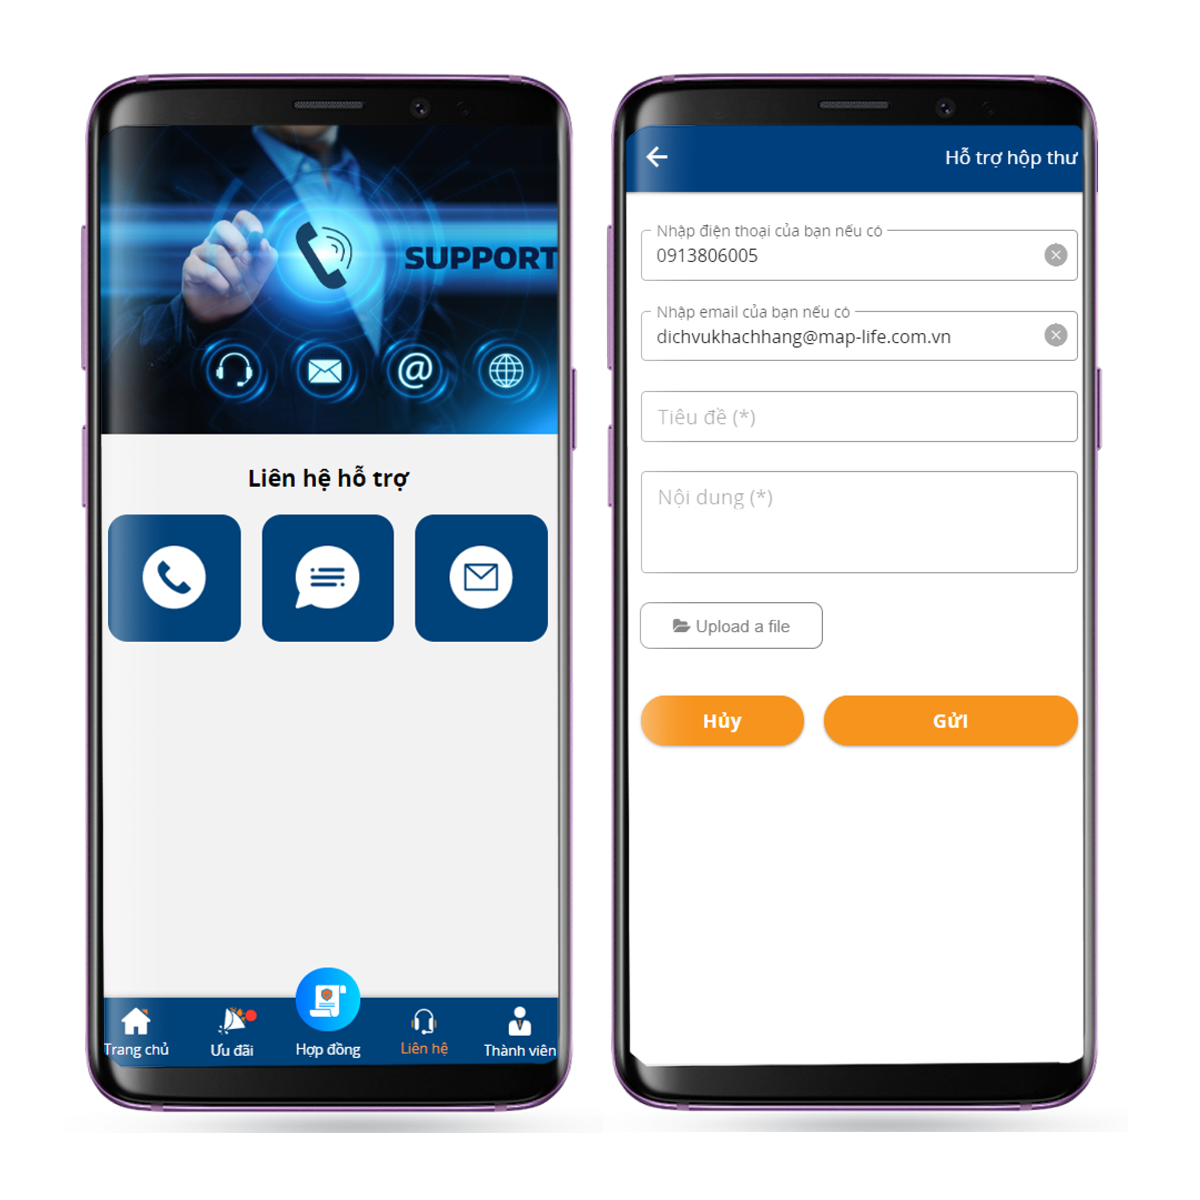 SUPPORT
Liên hệ hỗ trợ
Trang chủ
Ưu đãi
Hợp đồng
Liên hệ
Thành viên
Hỗ trợ hộp thư
Nhập điện thoại của bạn nếu có
0913806005
Nhập email của bạn nếu có
dichvukhachhang@map-life.com.vn
Tiêu đề (*)
Nội dung (*)
Upload a file
Hủy
GửI